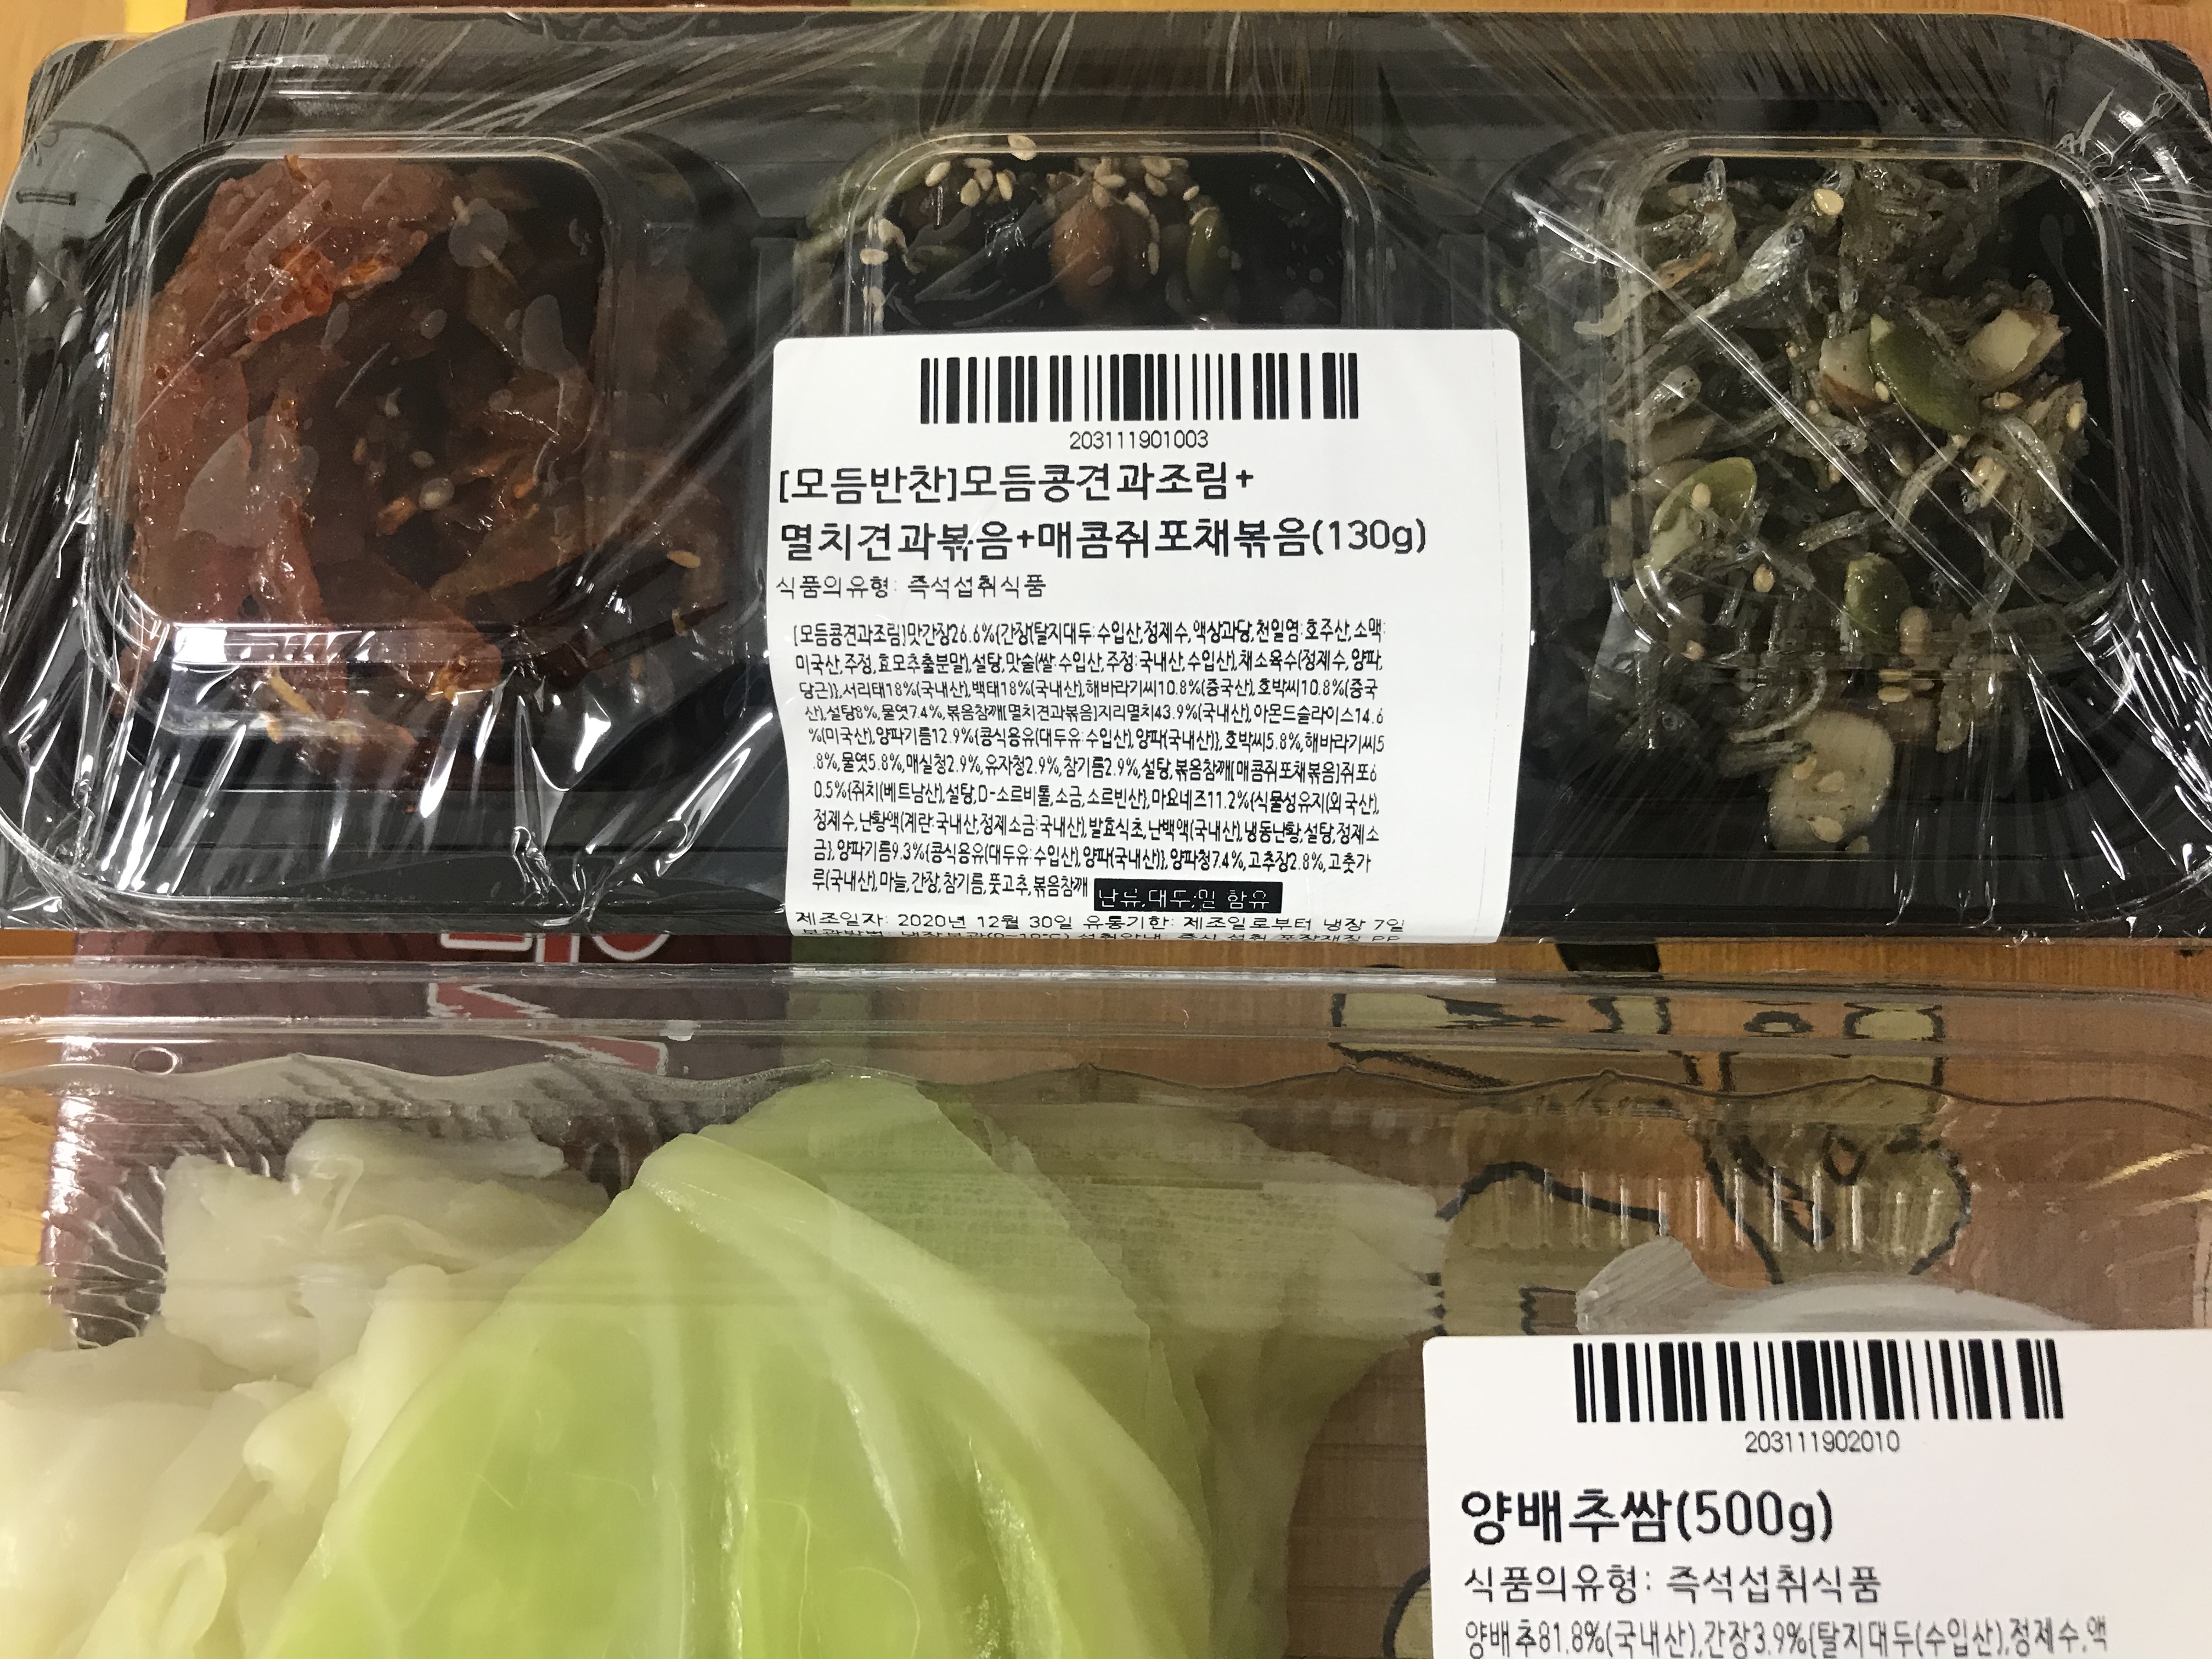 203111901003
[모듬반찬]모듬콩견과조림+
멸치견과볶음+매콤쥐포채볶음(130g)
식품의유형: 즉석섭취식품
[모듬콩견과조림]맛간장26.6%{간장(탈지대두:수입산,정제수,액상과당,천일염:호주산,소맥:
미국산,주정,효모추출분말),설탕,맛술(쌀:수입산,주정:국내산,수입산),채소육수(정제수,양파,
당근)},서리태18%(국내산),백태18%(국내산),해바라기씨10.8%(중국산),호박씨10.8%(중국
산),설탕8%,물엿7.4%,볶음참깨[멸치견과볶음]지리멸치43.9%(국내산),아몬드슬라이스14.6
%(미국산),양파기름12.9%{콩식용유(대두유:수입산),양파(국내산)},호박씨5.8%,해바라기씨5
.8%,물엿5.8%,매실청2.9%,유자청2.9%,참기름2.9%,설탕,볶음참깨[매콤쥐포채볶음]쥐포6
0.5%{쥐치(베트남산),설탕,D-소르비톨,소금,소르빈산},마요네즈11.2%{식물성유지(외국산),
정제수,난황액(계란:국내산,정제소금:국내산),발효식초,난백액(국내산),냉동난황,설탕,정제소
금},양파기름9.3%{콩식용유(대두유:수입산),양파(국내산)},양파청7.4%,고추장2.8%,고춧가
루(국내산),마늘,간장,참기름,풋고추,볶음참깨 난류,대두,밀 함유
제조일자: 2020년 12월 30일 유통기한: 제조일로부터 냉장 7일
203111902010
양배추쌈(500g)
식품의유형: 즉석섭취식품
양배추81.8%(국내산),간장3.9%{탈지대두(수입산),정제수,액